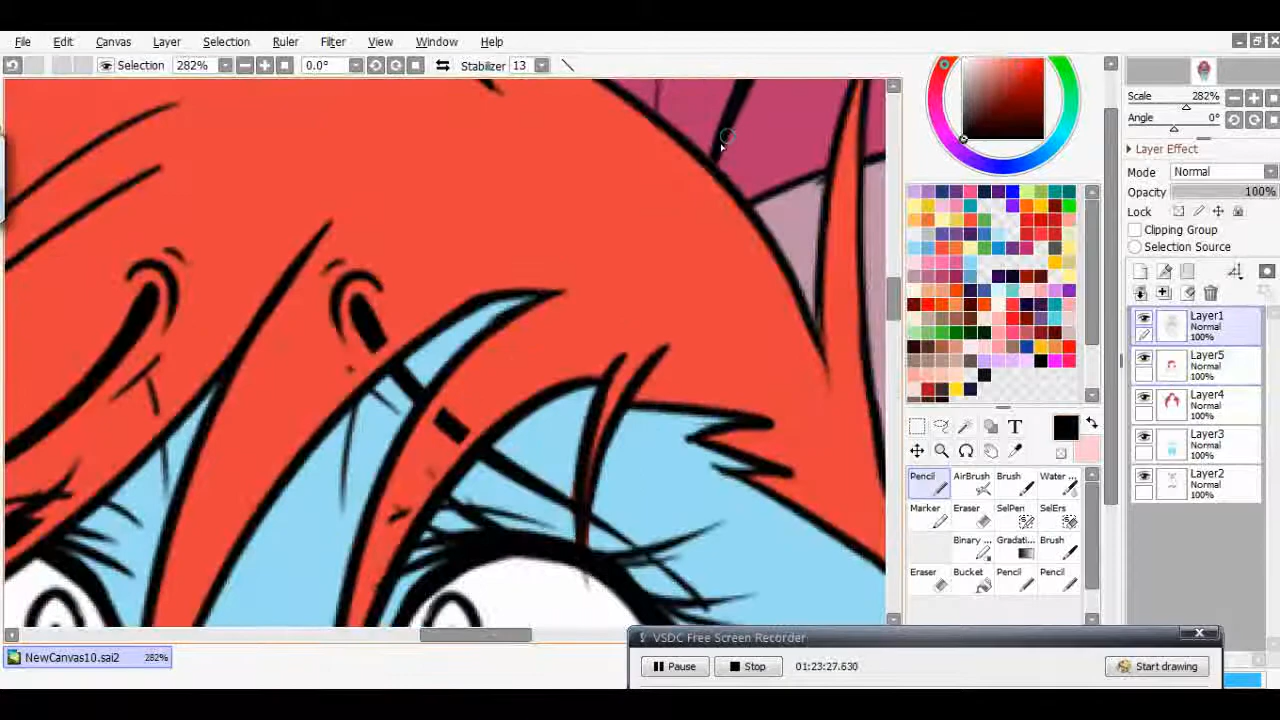 File Edit Canvas Layer Selection Ruler Filter View Window Help
Selection 282% 0.0° Stabilizer 13
Scale 282%
Angle 0°
Layer Effect
Mode Normal
Opacity 100%
Lock
Clipping Group
Selection Source
Layer1
Normal
100%
Layer5
Normal
100%
Layer4
Normal
100%
Layer3
Normal
100%
Layer2
Normal
100%
T
Pencil AirBrush Brush Water ...
Marker Eraser SelPen SelErs
Binary ... Gradati... Brush
Eraser Bucket Pencil Pencil
NewCanvas10.sai2 282%
VSDC Free Screen Recorder
Pause Stop 01:23:27.630 Start drawing